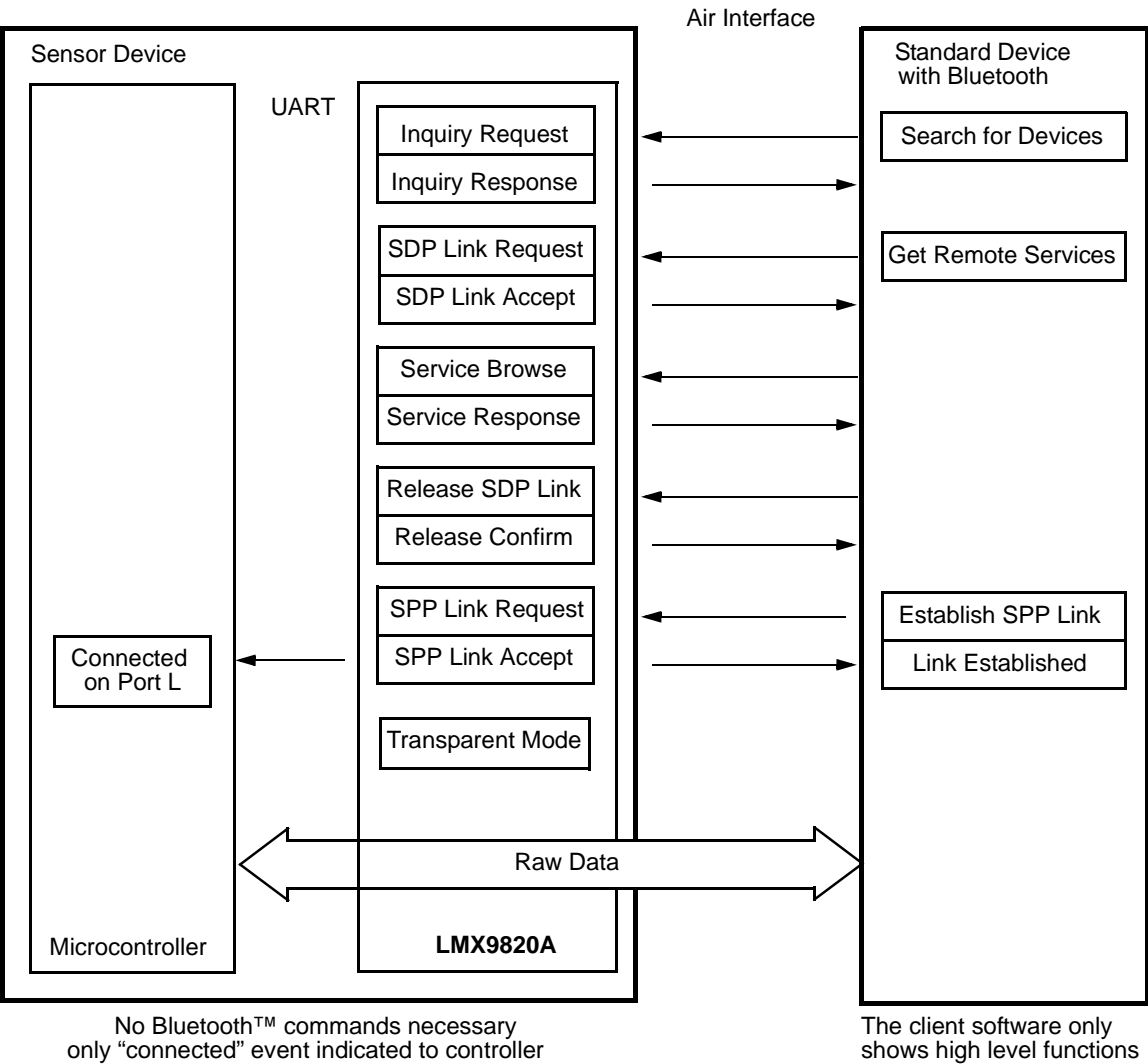 Air Interface
Sensor Device
Standard Device
with Bluetooth
UART
Inquiry Request
Search for Devices
Inquiry Response
SDP Link Request
Get Remote Services
SDP Link Accept
Service Browse
Service Response
Release SDP Link
Release Confirm
SPP Link Request
Establish SPP Link
Connected
on Port L
SPP Link Accept
Link Established
Transparent Mode
Raw Data
Microcontroller
LMX9820A
No Bluetooth™ commands necessary
only “connected” event indicated to controller
The client software only
shows high level functions